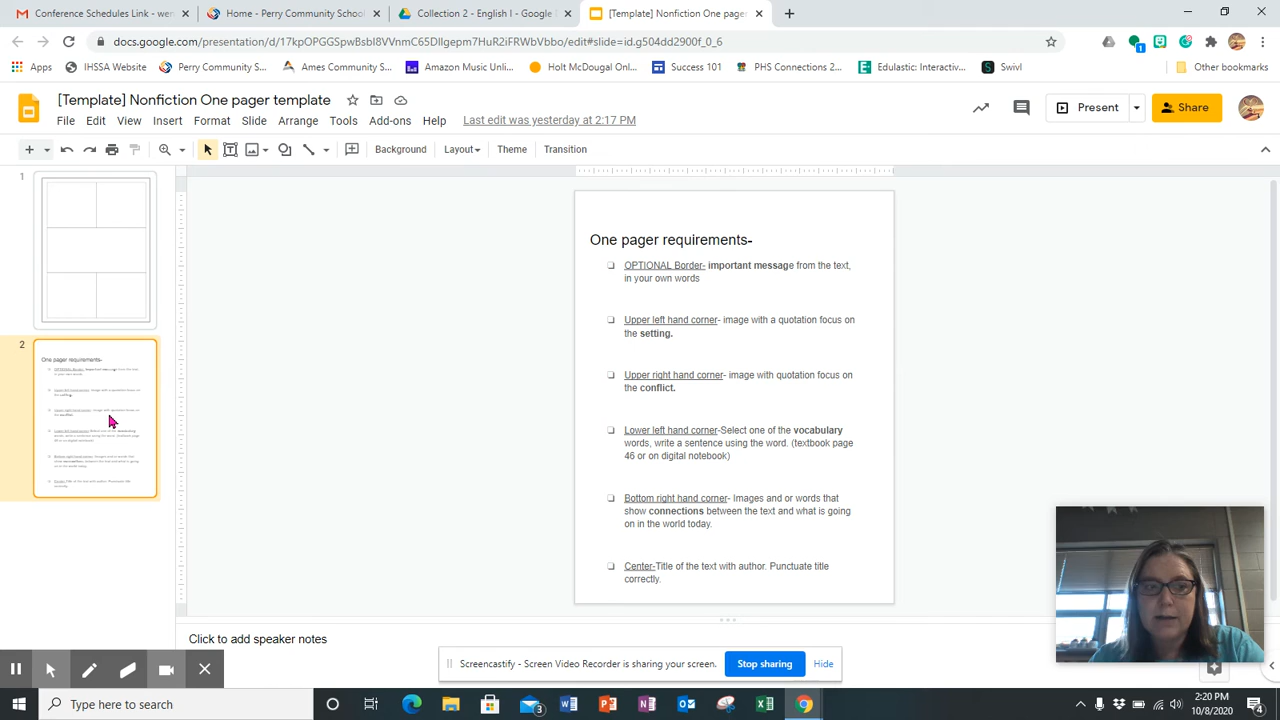 Conference Schedules Link - wen
Home - Perry Community School
Collection 2 - English I - Google
[Template] Nonfiction One pager
docs.google.com/presentation/d/17kpOPGGSpwBsbI8VVnmC65DIlgeigem7HuR2iFRWbVbbo/edit#slide=id.g504dd2900f_0_6
Apps
IHSSA Website
Perry Community S...
Ames Community S...
Amazon Music Unli...
Holt McDougal Onl...
Success 101
PHS Connections 2...
Edulastic: Interactiv...
Swivl
Other bookmarks
[Template] Nonfiction One pager template
File Edit View Insert Format Slide Arrange Tools Add-ons Help Last edit was yesterday at 2:17 PM
Present
Share
Background Layout Theme Transition
1
2
One pager requirements-
OPTIONAL Border- important message from the text,
in your own words
Upper left hand corner- image with a quotation focus on
the setting.
Upper right hand corner- image with quotation focus on
the conflict.
Lower left hand corner-Select one of the vocabulary
words, write a sentence using the word. (textbook page
46 or on digital notebook)
Bottom right hand corner- Images and or words that
show connections between the text and what is going
on in the world today.
Center-Title of the text with author. Punctuate title
correctly.
Click to add speaker notes
Screencastify - Screen Video Recorder is sharing your screen.
Stop sharing
Hide
Type here to search
3
2:20 PM
10/8/2020
4